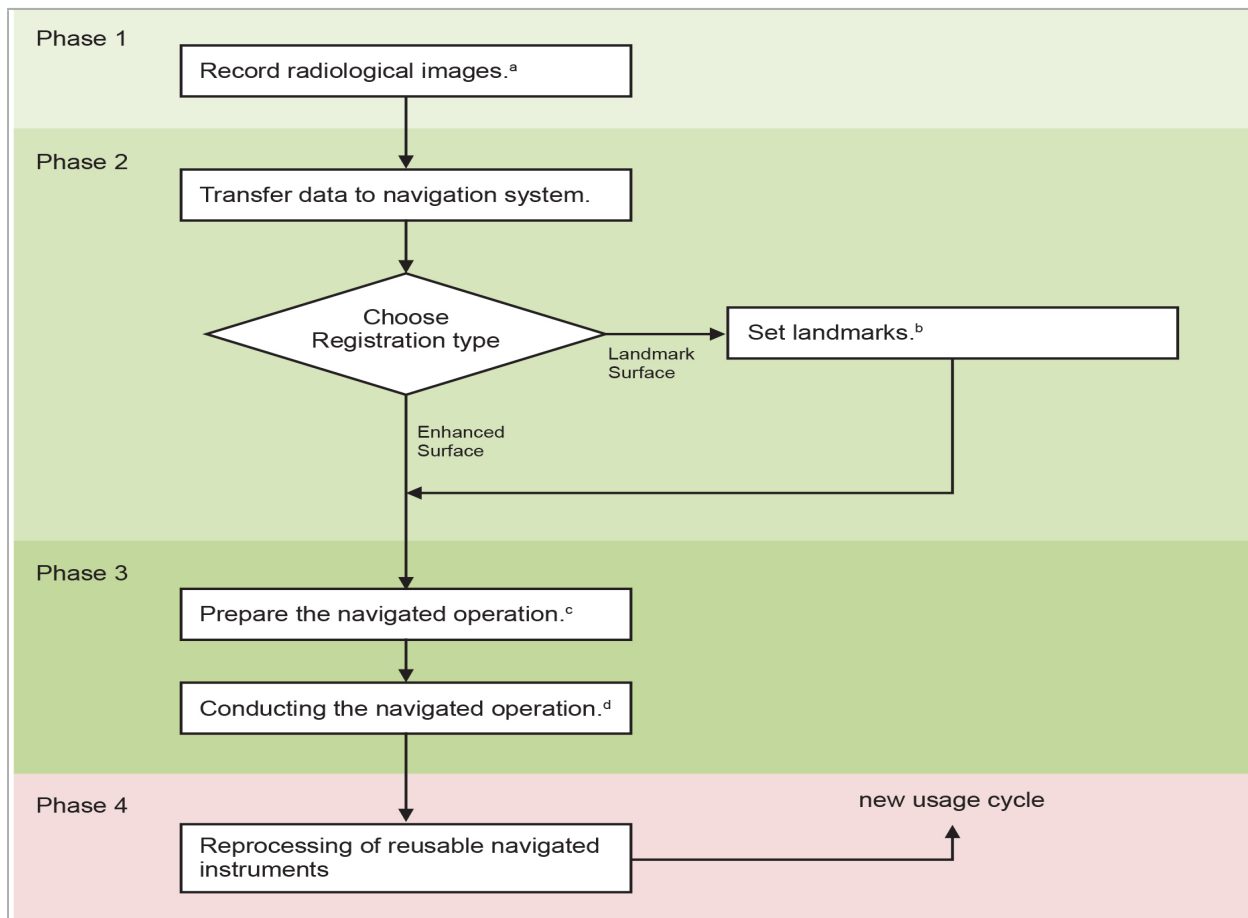 Phase 1
Record radiological images.ᵃ
Phase 2
Transfer data to navigation system.
Choose
Registration type
Set landmarks.ᵇ
Landmark
Surface
Enhanced
Surface
Phase 3
Prepare the navigated operation.ᶜ
Conducting the navigated operation.ᵈ
Phase 4
new usage cycle
Reprocessing of reusable navigated
instruments